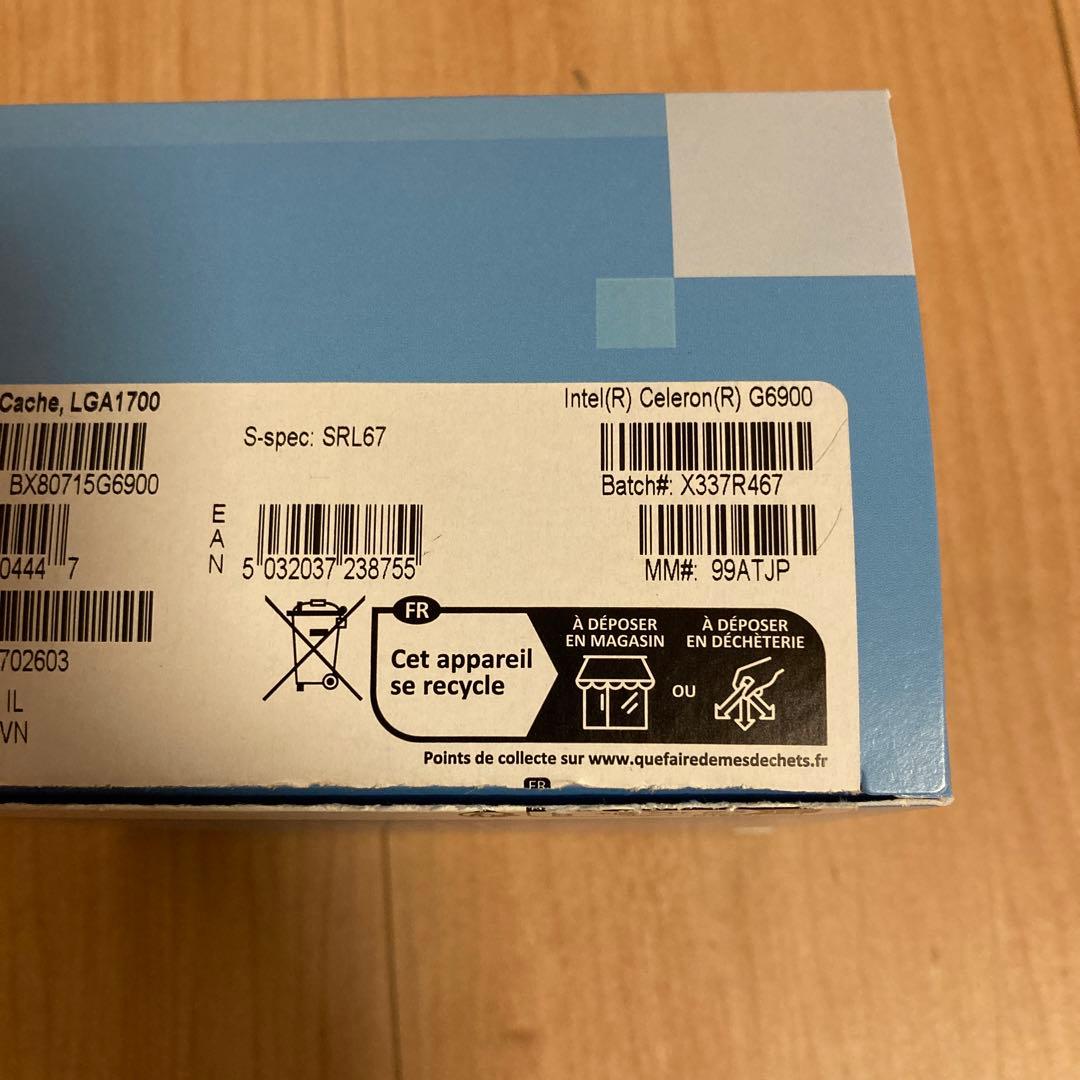 Cache, LGA1700
Intel(R) Celeron(R) G6900
S-spec: SRL67
BX80715G6900
Batch#: X337R467
EAN
5 032037 238755
0444 7
MM#: 99ATJP
702603
IL
VN
FR
Cet appareil
se recycle
À DÉPOSER
EN MAGASIN
OU
À DÉPOSER
EN DÉCHÈTERIE
Points de collecte sur www.quefairedemesdechets.fr
FR